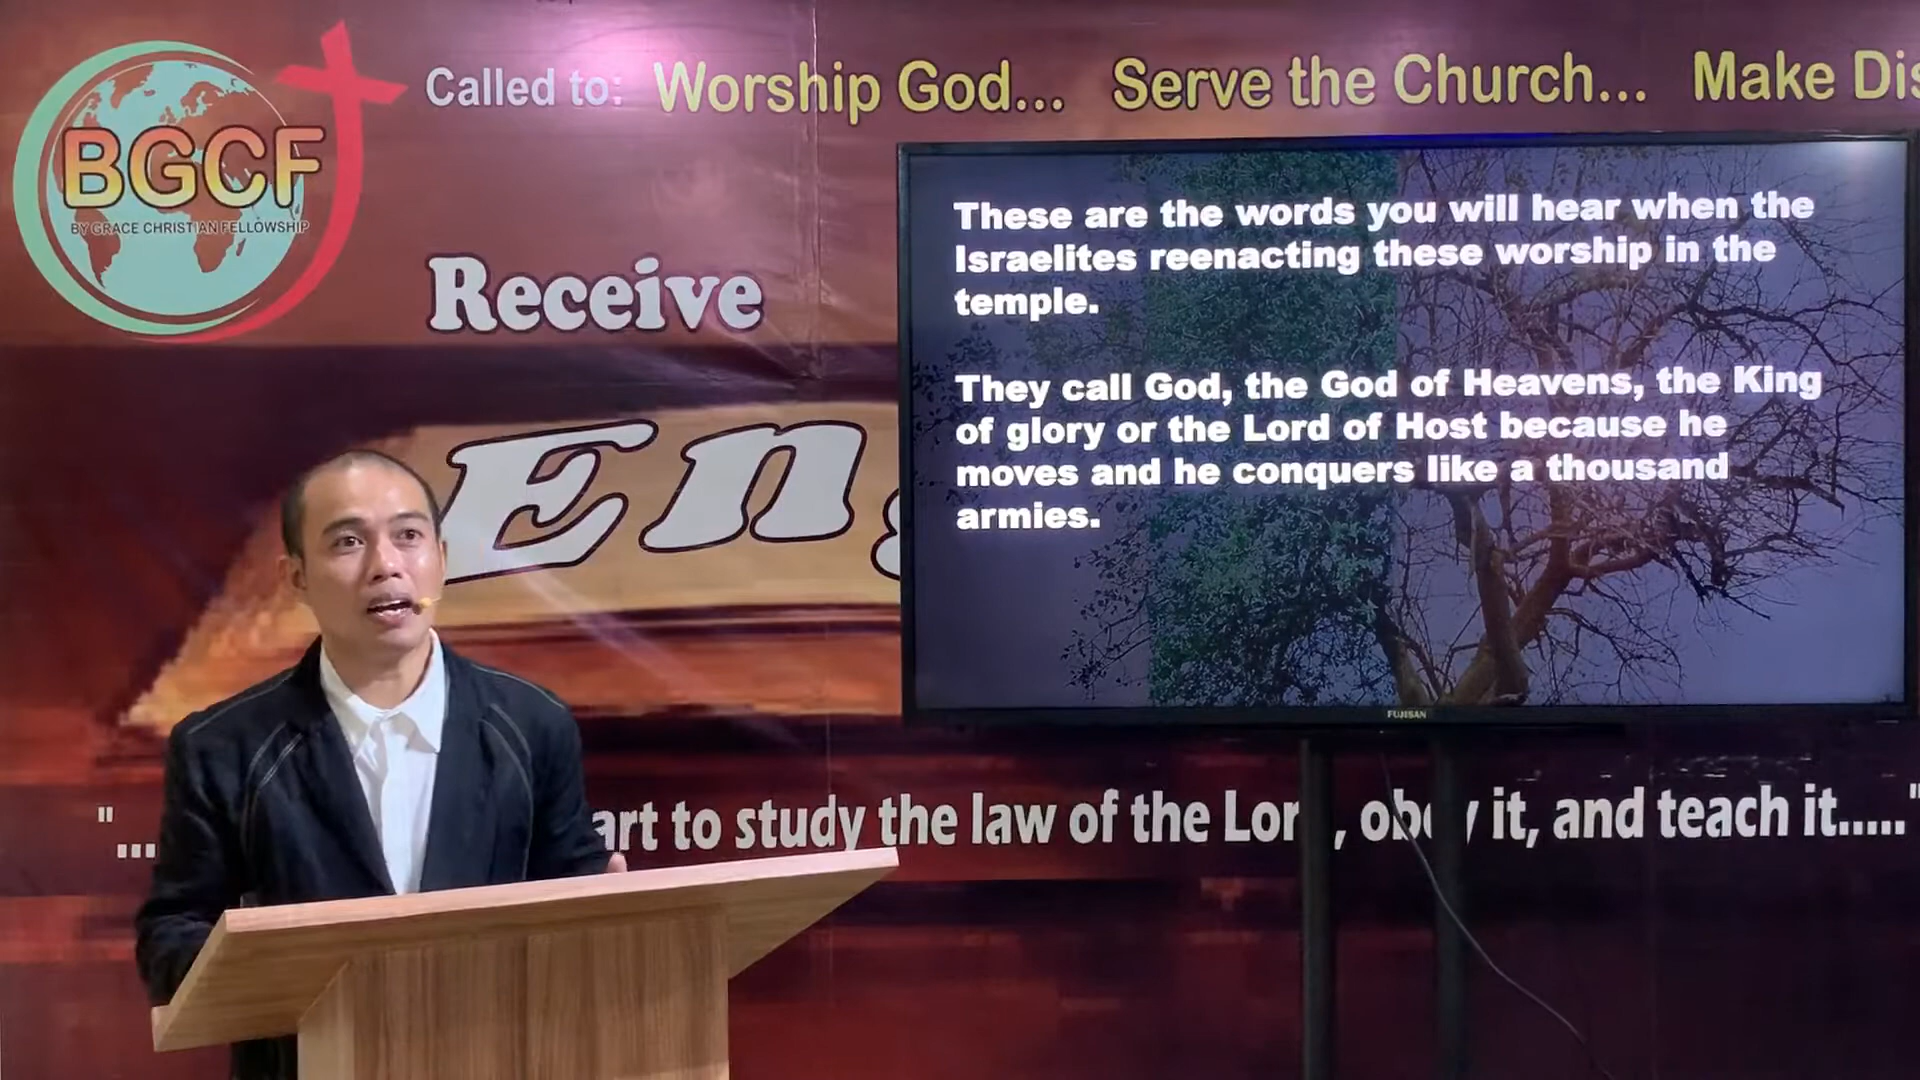 Called to: Worship God... Serve the Church... Make Dis
BGCF
BY GRACE CHRISTIAN FELLOWSHIP
Receive
En
These are the words you will hear when the
Israelites reenacting these worship in the
temple.
They call God, the God of Heavens, the King
of glory or the Lord of Host because he
moves and he conquers like a thousand
armies.
FUJISAN
"... art to study the law of the Lor , obey it, and teach it....."